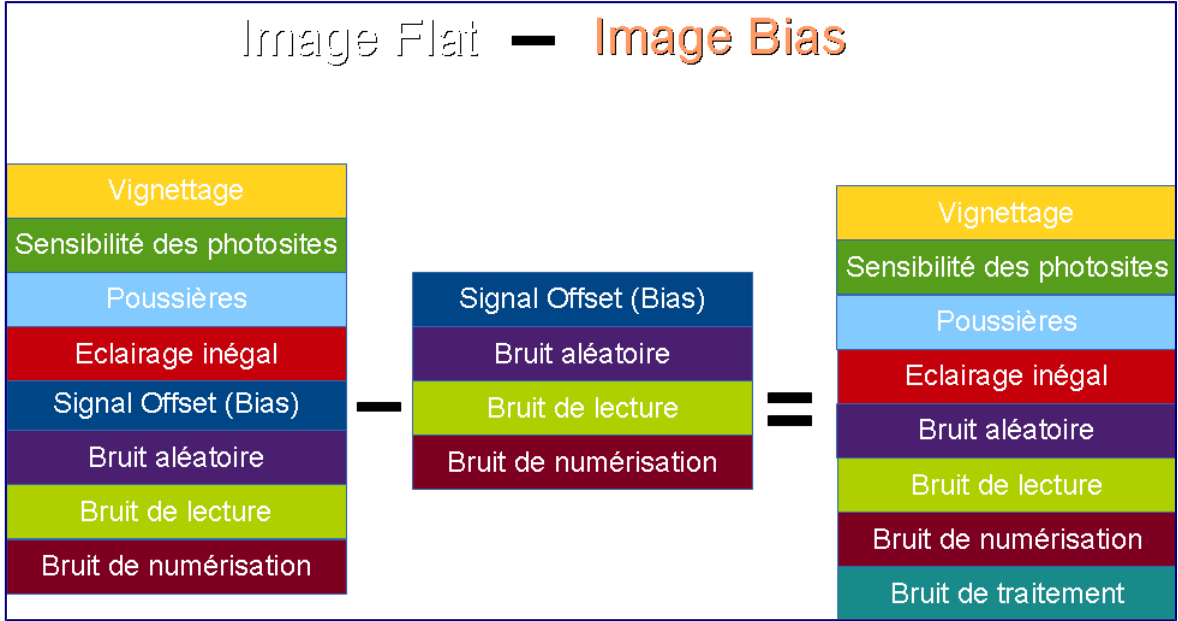 Image Flat – Image Bias
Vignettage
Sensibilité des photosites
Poussières
Eclairage inégal
Signal Offset (Bias)
Bruit aléatoire
Bruit de lecture
Bruit de numérisation
–
Signal Offset (Bias)
Bruit aléatoire
Bruit de lecture
Bruit de numérisation
=
Vignettage
Sensibilité des photosites
Poussières
Eclairage inégal
Bruit aléatoire
Bruit de lecture
Bruit de numérisation
Bruit de traitement